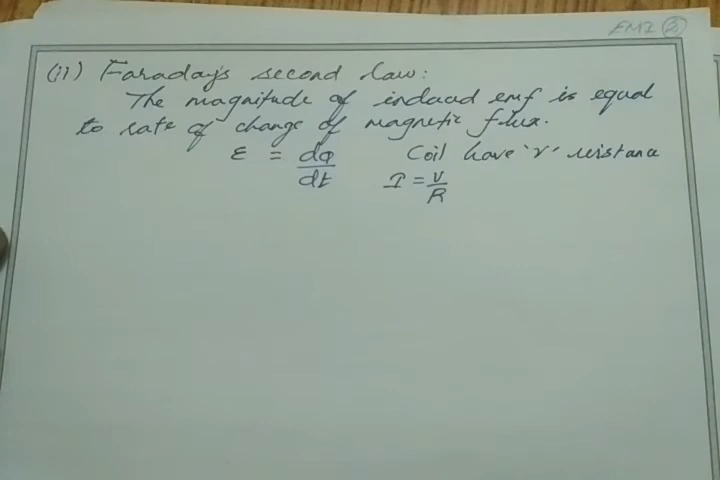 EMI (2)
(ii) Faraday's second law:
The magnitude of induced emf is equal
to rate of change of magnetic flux.
ε = dφ/dt Coil have 'r' resistance
I = V/R